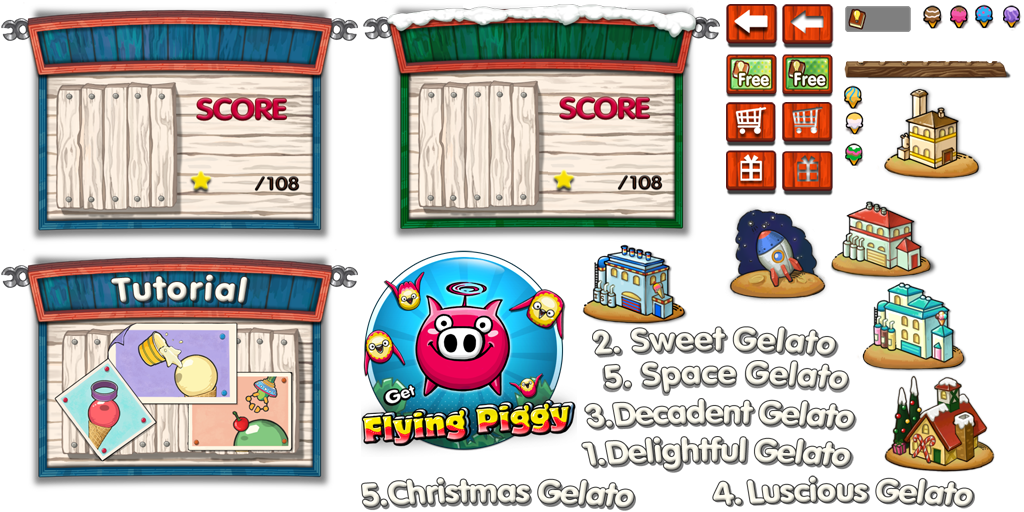 SCORE
/108
SCORE
/108
Free
Free
Tutorial
Get
Flying Piggy
2. Sweet Gelato
5. Space Gelato
3.Decadent Gelato
1.Delightful Gelato
5.Christmas Gelato
4. Luscious Gelato